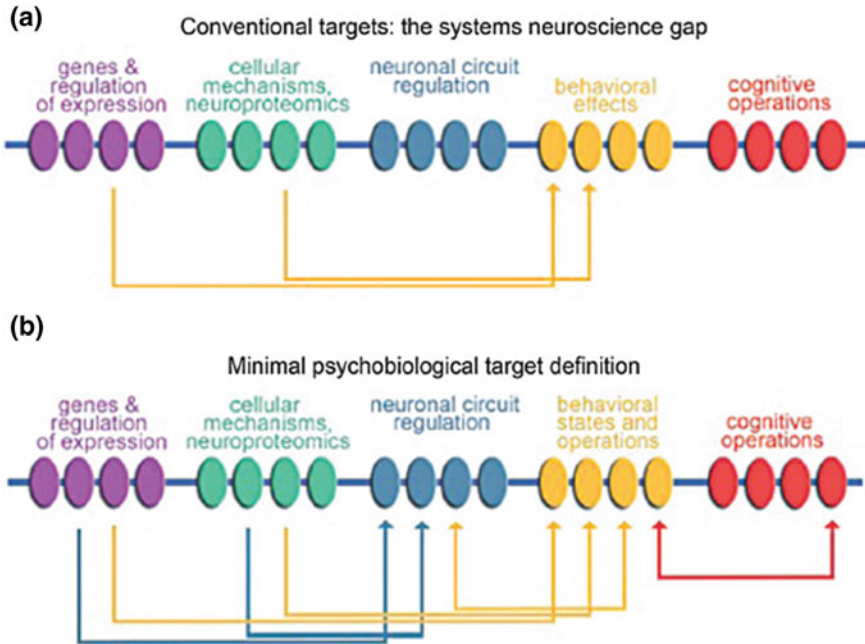 (a)
Conventional targets: the systems neuroscience gap
genes &
regulation
of expression
cellular
mechanisms,
neuroproteomics
neuronal circuit
regulation
behavioral
effects
cognitive
operations
(b)
Minimal psychobiological target definition
genes &
regulation
of expression
cellular
mechanisms,
neuroproteomics
neuronal circuit
regulation
behavioral
states and
operations
cognitive
operations